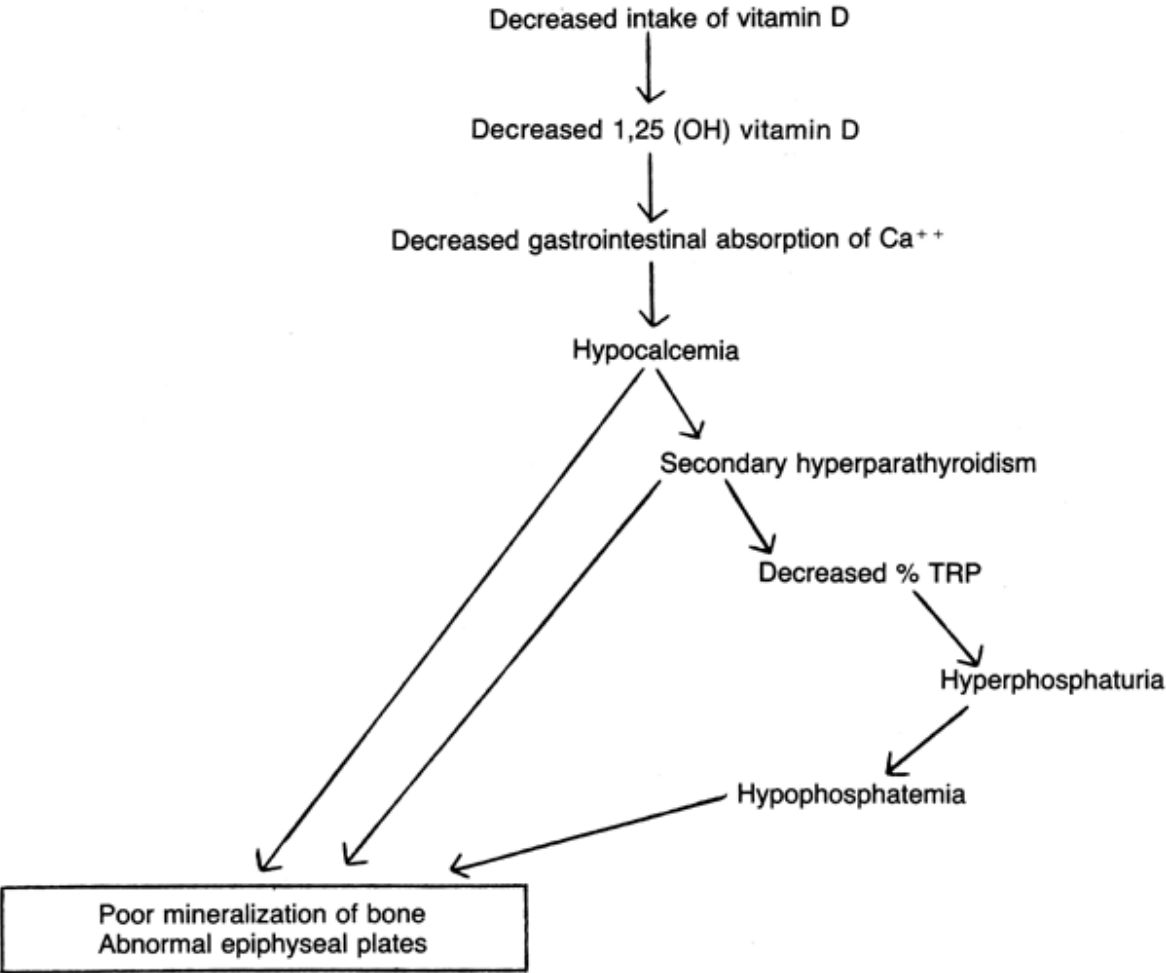 Decreased intake of vitamin D
Decreased 1,25 (OH) vitamin D
Decreased gastrointestinal absorption of Ca⁺⁺
Hypocalcemia
Secondary hyperparathyroidism
Decreased % TRP
Hyperphosphaturia
Hypophosphatemia
Poor mineralization of bone
Abnormal epiphyseal plates